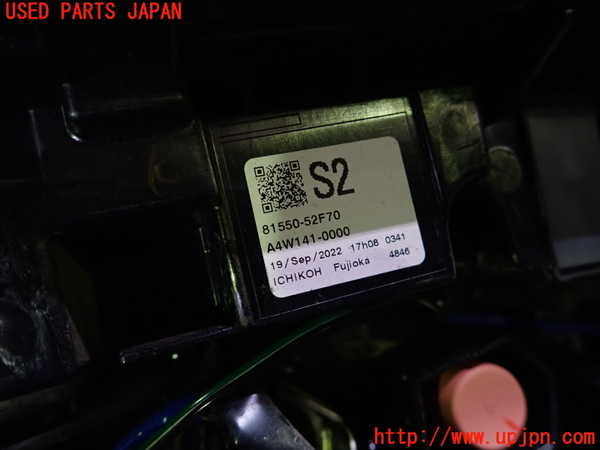 USED PARTS JAPAN
S2
81550-52F70
A4W141-0000
19/Sep/2022 17h08 0341
ICHIKOH Fujioka 4846
http://www.upjpn.com/